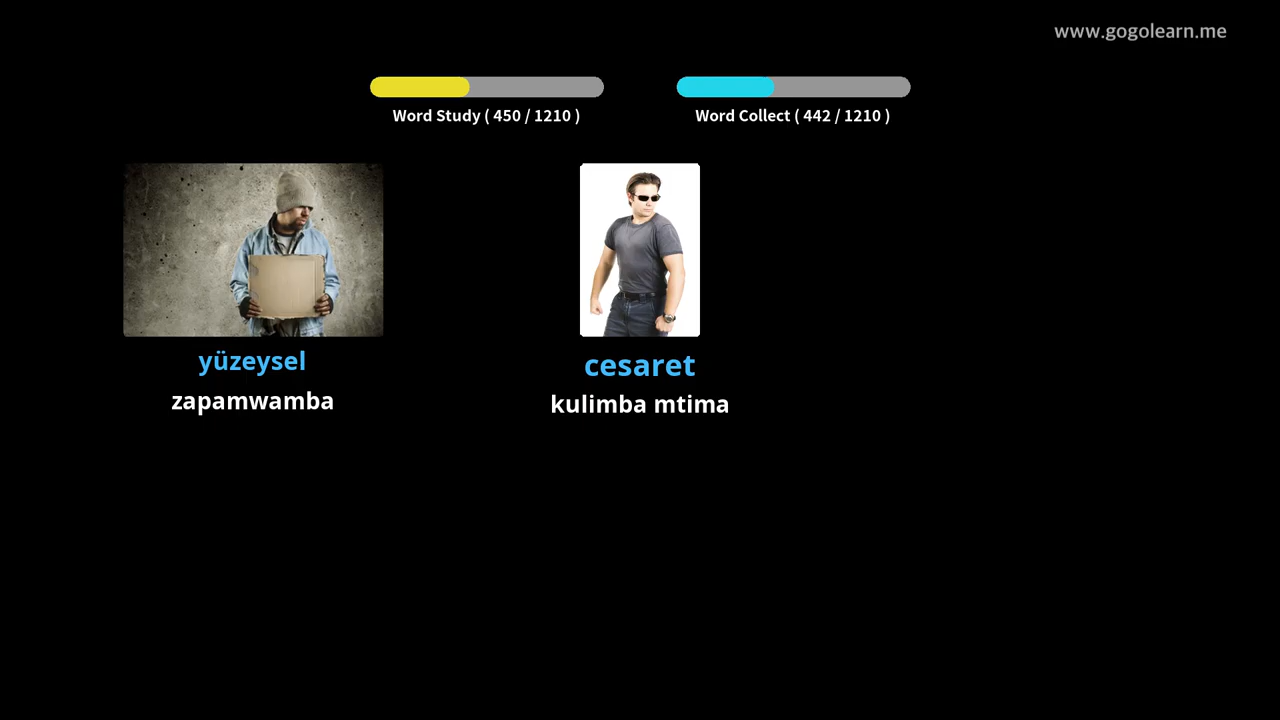 www.gogolearn.me
Word Study ( 450 / 1210 )
Word Collect ( 442 / 1210 )
yüzeysel
zapamwamba
cesaret
kulimba mtima